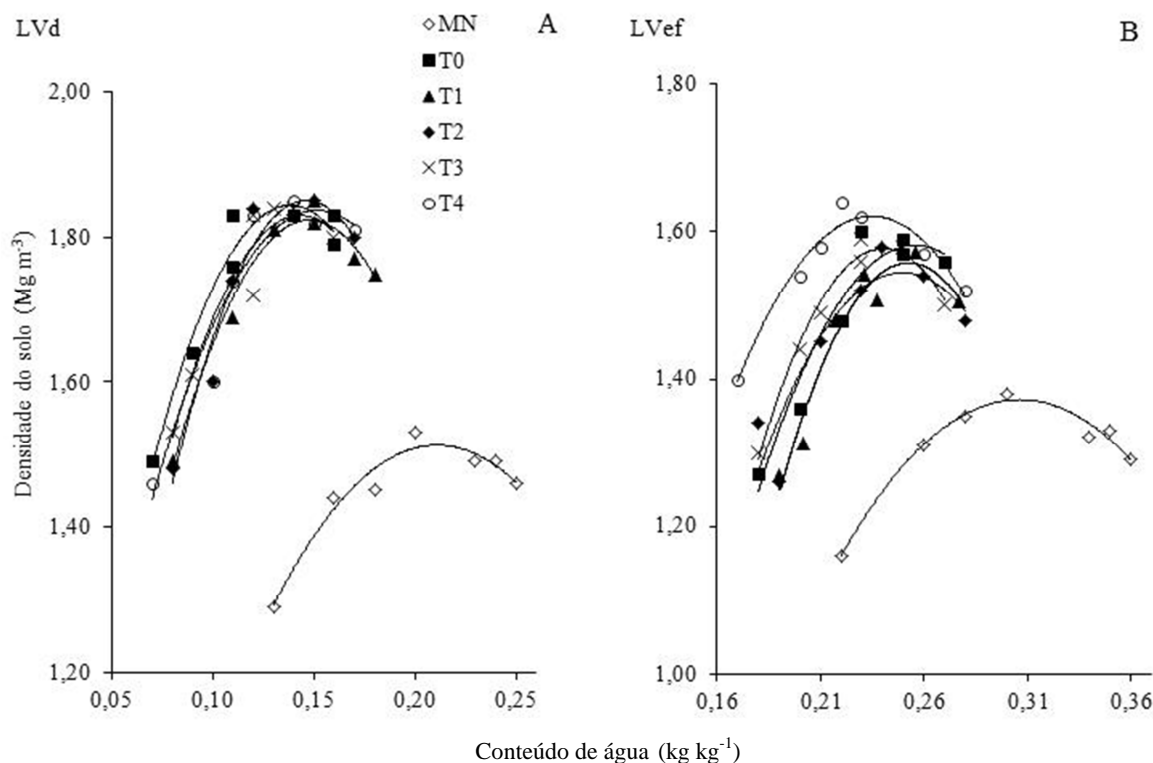 LVd
A
MN
T0
T1
T2
T3
T4
2,00
1,80
1,60
1,40
1,20
0,05 0,10 0,15 0,20 0,25
Densidade do solo (Mg m-3)
LVef
B
1,80
1,60
1,40
1,20
1,00
0,16 0,21 0,26 0,31 0,36
Conteúdo de água (kg kg-1)